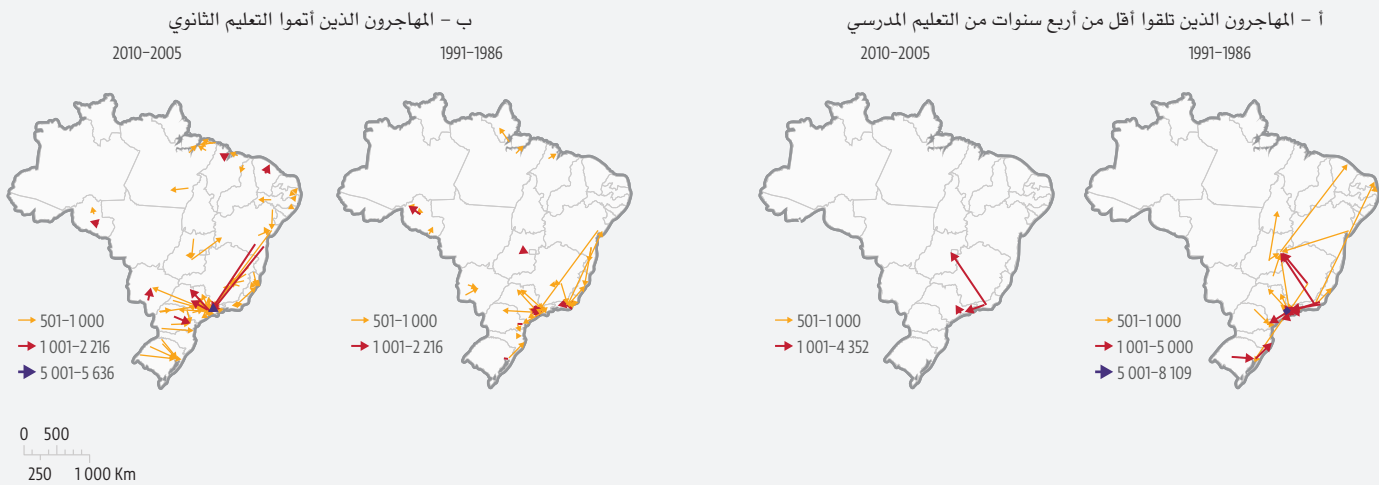 أ – المهاجرون الذين تلقوا أقل من أربع سنوات من التعليم المدرسي
1991–1986
501–1 000
1 001–5 000
5 001–8 109
2010–2005
501–1 000
1 001–4 352
ب – المهاجرون الذين أتموا التعليم الثانوي
1991–1986
501–1 000
1 001–2 216
2010–2005
501–1 000
1 001–2 216
5 001–5 636
0 500
250 1 000 Km